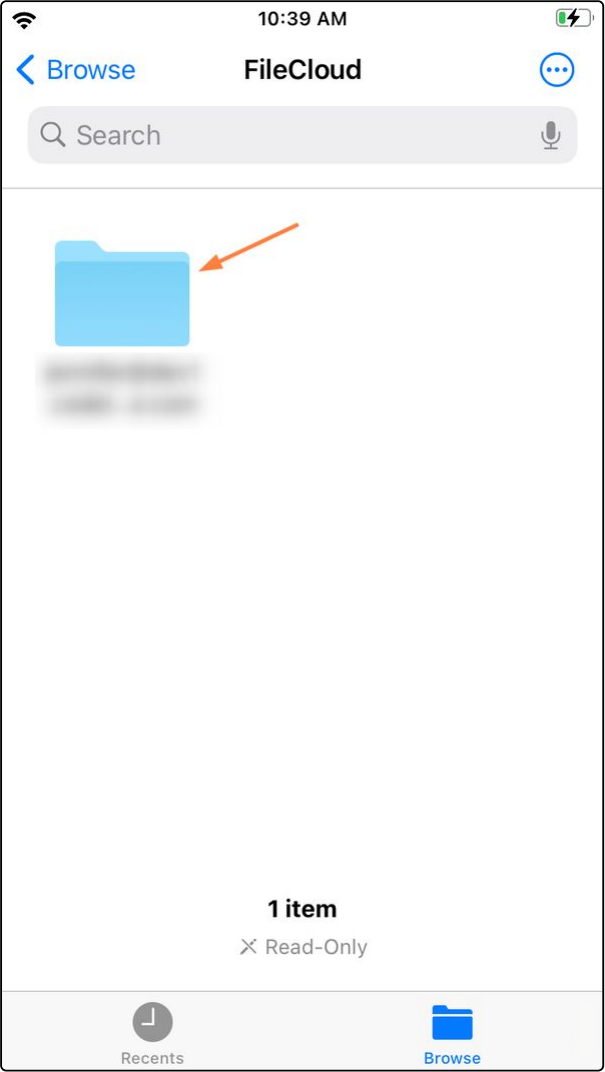 10:39 AM
Browse
FileCloud
Search
1 item
Read-Only
Recents
Browse